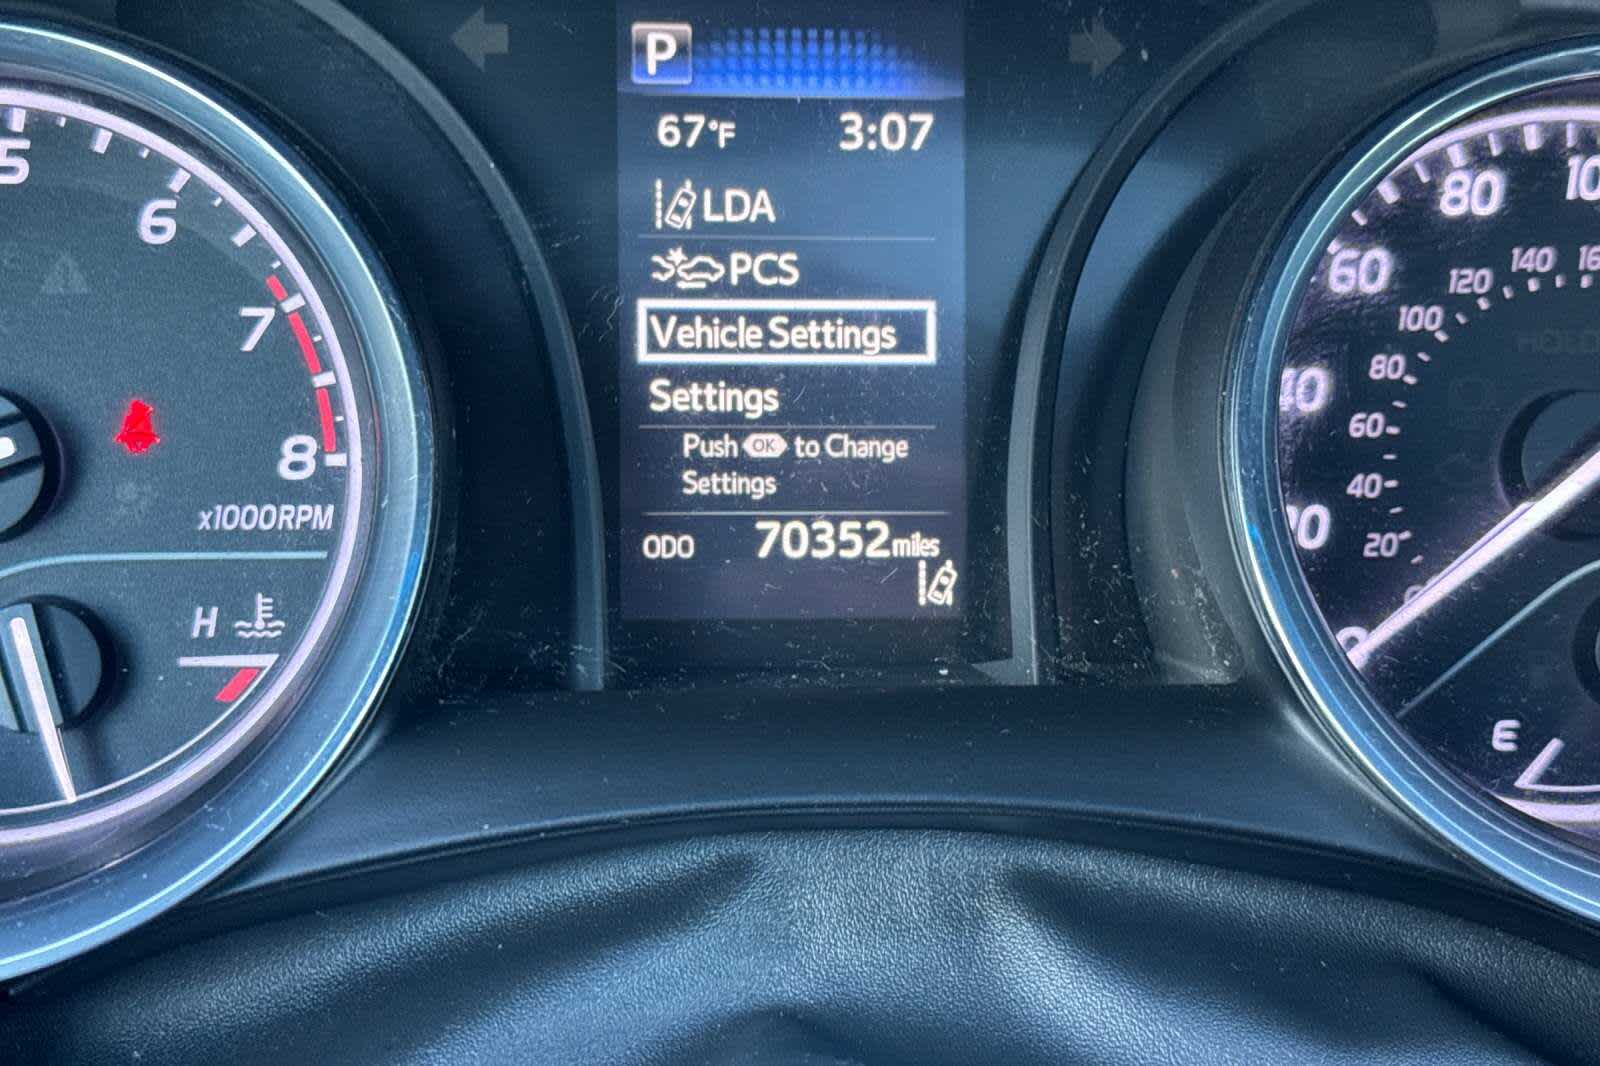 P
67°F 3:07
LDA
PCS
Vehicle Settings
Settings
Push OK to Change
Settings
ODO 70352 miles
5
6
7
8
x1000RPM
H
80
60
120
140
100
80
60
40
20
E